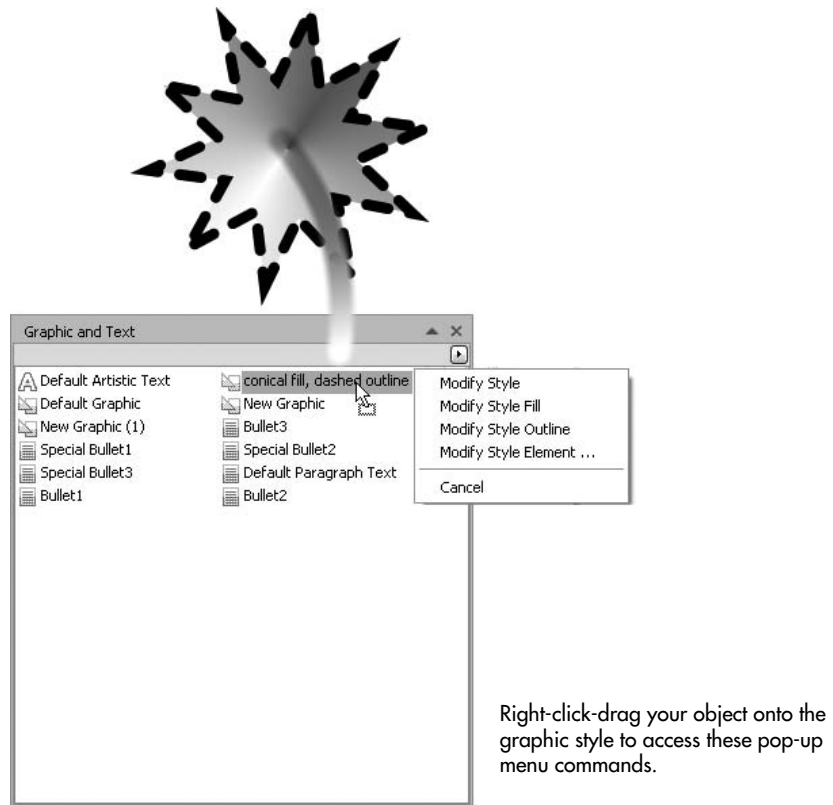 Graphic and Text
Default Artistic Text
conical fill, dashed outline
Default Graphic
New Graphic
New Graphic (1)
Bullet3
Special Bullet1
Special Bullet2
Special Bullet3
Default Paragraph Text
Bullet1
Bullet2
Modify Style
Modify Style Fill
Modify Style Outline
Modify Style Element ...
Cancel
Right-click-drag your object onto the
graphic style to access these pop-up
menu commands.